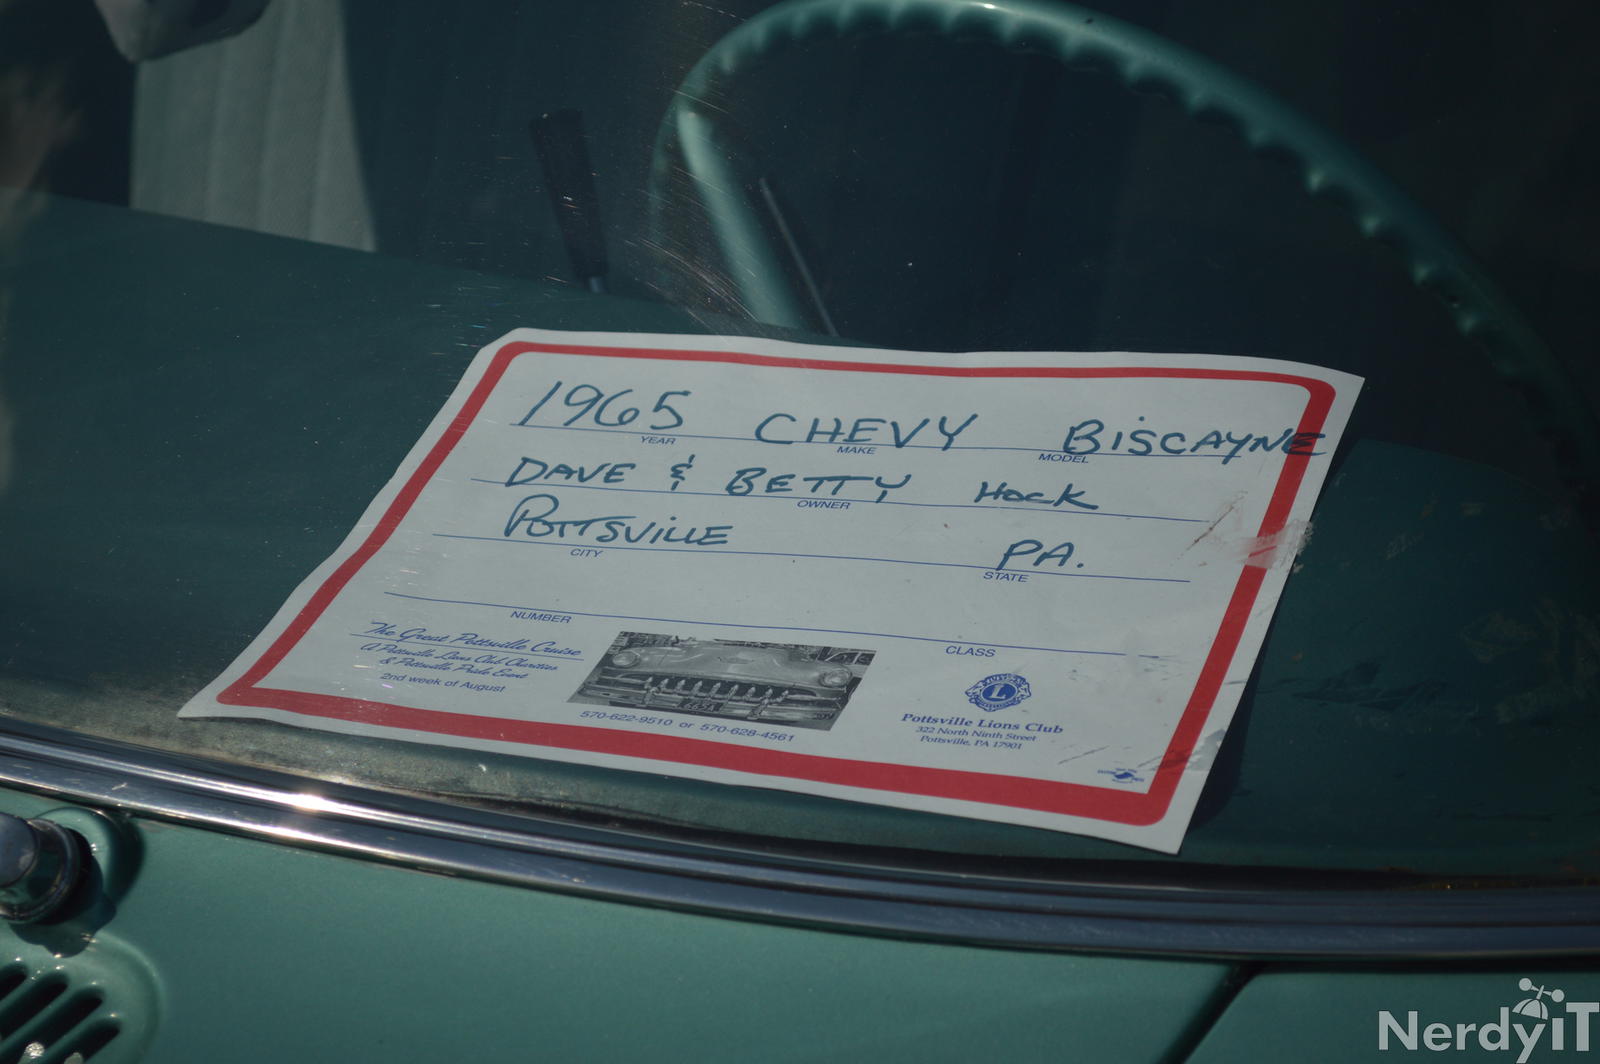 1965 CHEVY BISCAYNE
YEAR MAKE MODEL
DAVE & BETTY HOCK
OWNER
POTTSVILLE PA.
CITY STATE
NUMBER CLASS
The Great Pottsville Cruise
A Pottsville Lions Club Charities
& Pottsville Pride Event
2nd week of August
570-622-9510 or 570-628-4561
L
Pottsville Lions Club
322 North Ninth Street
Pottsville, PA 17901
NerdyiT